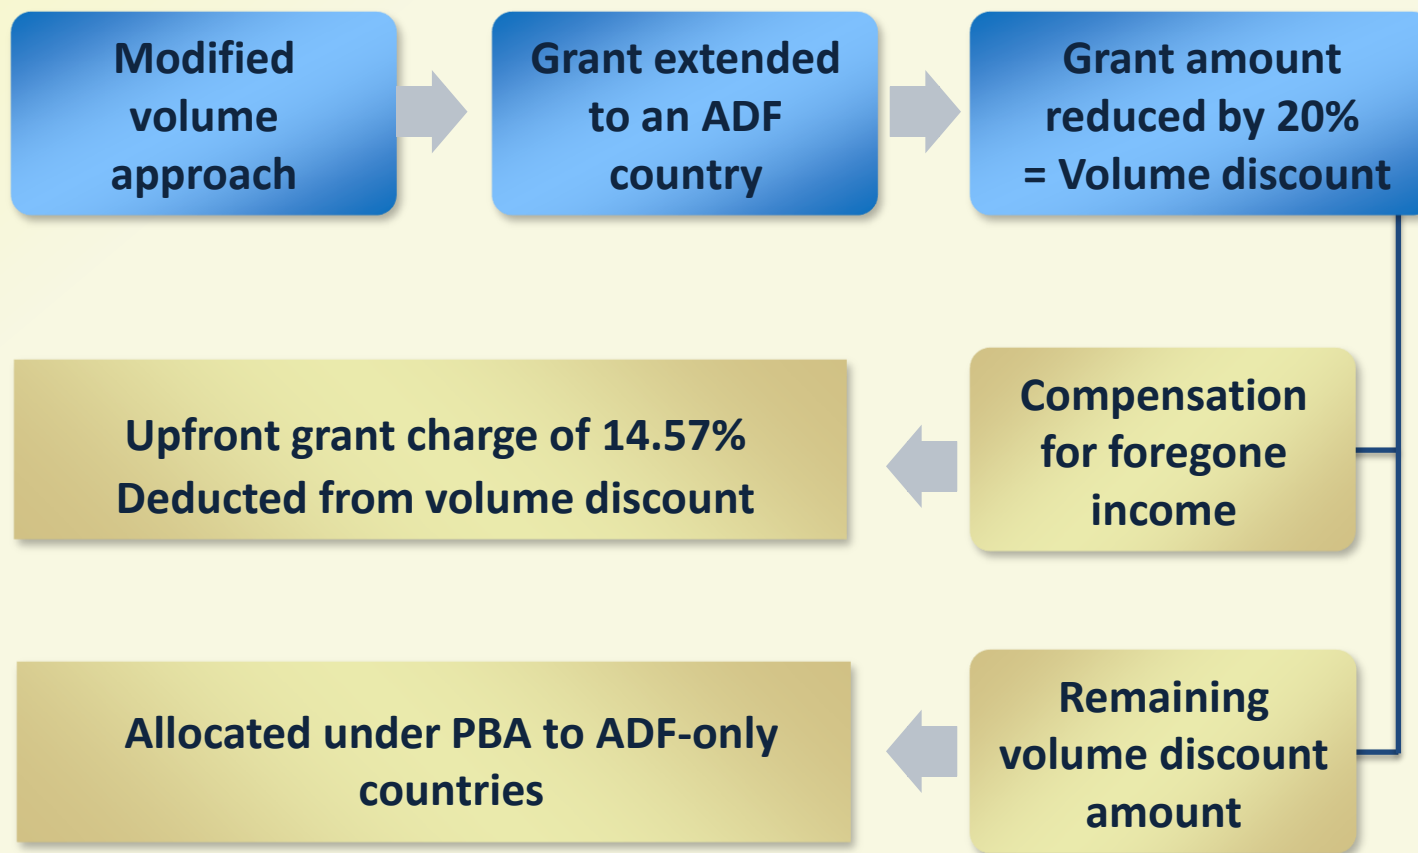 Modified
volume
approach
Grant extended
to an ADF
country
Grant amount
reduced by 20%
= Volume discount
Upfront grant charge of 14.57%
Deducted from volume discount
Compensation
for foregone
income
Allocated under PBA to ADF-only
countries
Remaining
volume discount
amount